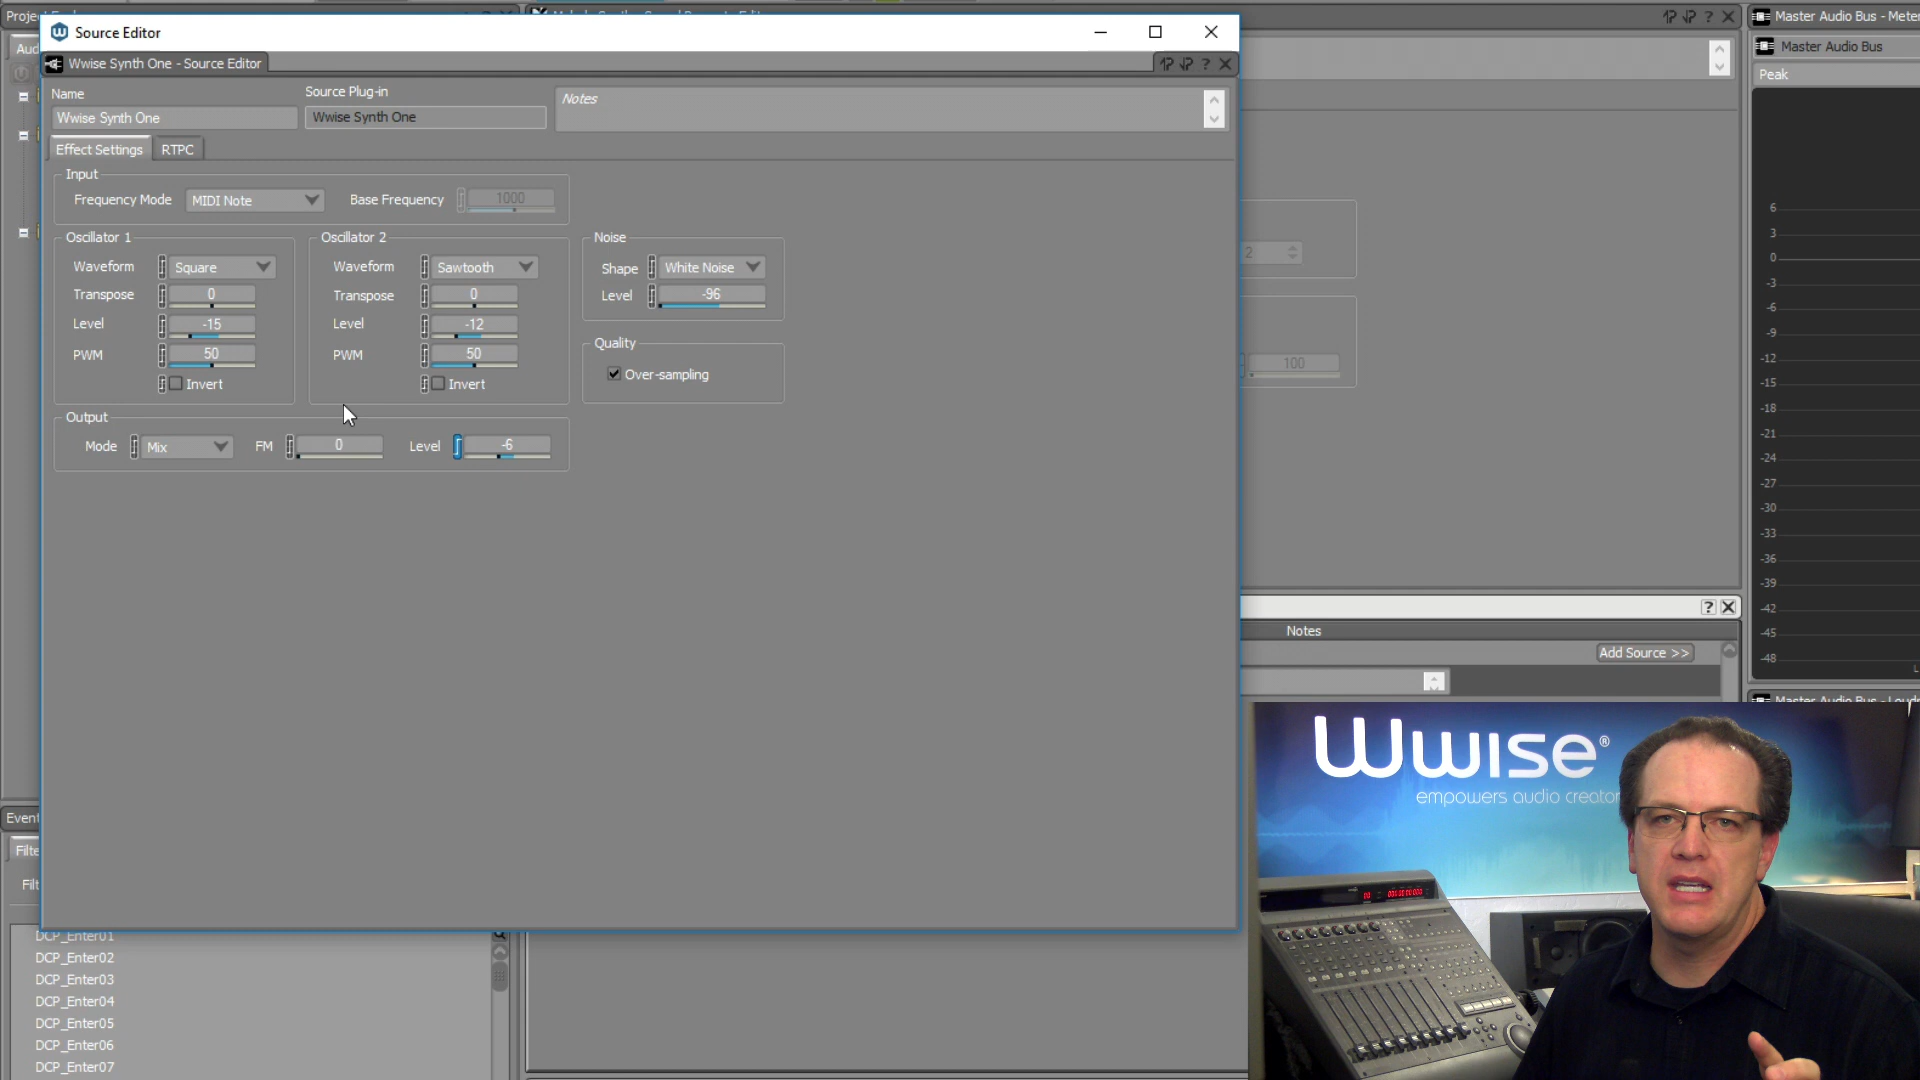 Source Editor
Wwise Synth One - Source Editor
Name
Source Plug-in
Wwise Synth One
Wwise Synth One
Notes
Effect Settings
RTPC
Input
Frequency Mode
MIDI Note
Base Frequency
1000
Oscillator 1
Waveform
Square
Transpose
0
Level
-15
PWM
50
Invert
Oscillator 2
Waveform
Sawtooth
Transpose
0
Level
-12
PWM
50
Invert
Noise
Shape
White Noise
Level
-96
Quality
Over-sampling
Output
Mode
Mix
FM
0
Level
-6
2
100
Notes
Add Source >>
Master Audio Bus - Meter
Master Audio Bus
Peak
6
3
0
-3
-6
-9
-12
-15
-18
-21
-24
-27
-30
-33
-36
-39
-42
-45
-48
L
Event
DCP_Enter01
DCP_Enter02
DCP_Enter03
DCP_Enter04
DCP_Enter05
DCP_Enter06
DCP_Enter07
Wwise®
empowers audio creator